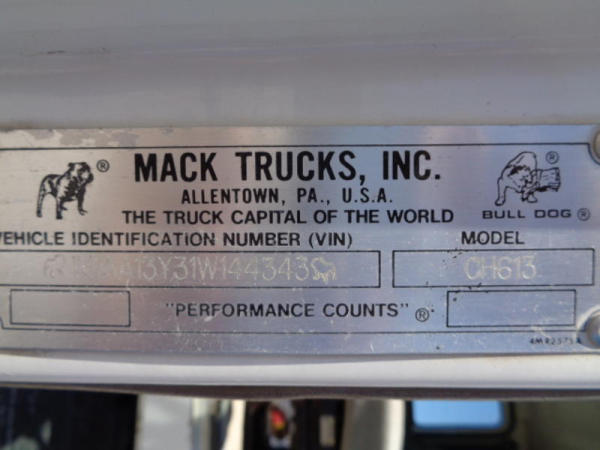 ® MACK TRUCKS, INC. ®
ALLENTOWN, PA., U.S.A.
THE TRUCK CAPITAL OF THE WORLD BULL DOG ®
VEHICLE IDENTIFICATION NUMBER (VIN) MODEL
1M1AA13Y31W144343 CH613
"PERFORMANCE COUNTS" ®